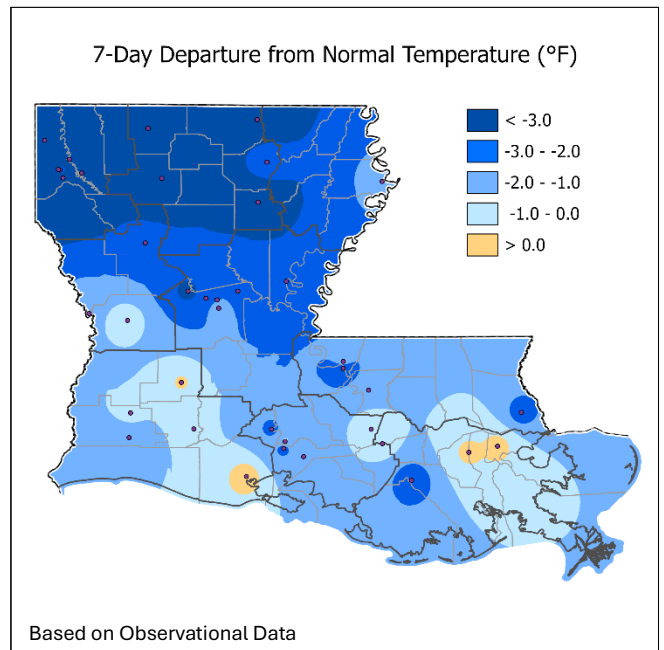 7-Day Departure from Normal Temperature (°F)
< -3.0
-3.0 - -2.0
-2.0 - -1.0
-1.0 - 0.0
> 0.0
Based on Observational Data